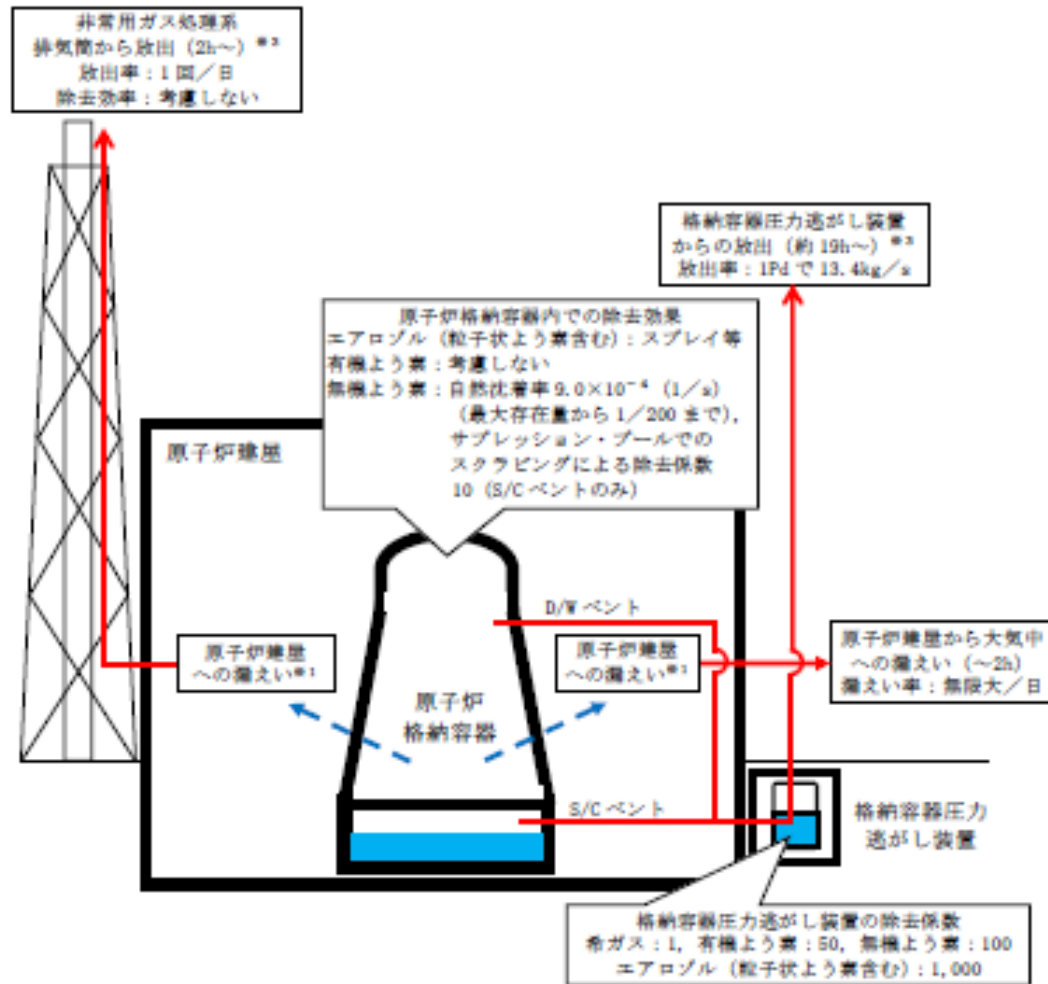 非常用ガス処理系
排気筒から放出（2h～）※3
放出率：1回／日
除去効率：考慮しない
格納容器圧力逃がし装置
からの放出（約19h～）※3
放出率：1Pdで13.4kg／s
原子炉格納容器内での除去効果
エアロゾル（粒子状よう素含む）：スプレイ等
有機よう素：考慮しない
無機よう素：自然沈着率9.0×10⁻⁴（1／s）
（最大存在量から1／200まで），
サプレッション・プールでの
スクラビングによる除去係数
10（S/Cベントのみ）
原子炉建屋
D/Wベント
原子炉建屋
への漏えい※1
原子炉建屋
への漏えい※1
原子炉建屋から大気中
への漏えい（～2h）
漏えい率：無限大／日
原子炉
格納容器
S/Cベント
格納容器圧力
逃がし装置
格納容器圧力逃がし装置の除去係数
希ガス：1，有機よう素：50，無機よう素：100
エアロゾル（粒子状よう素含む）：1,000